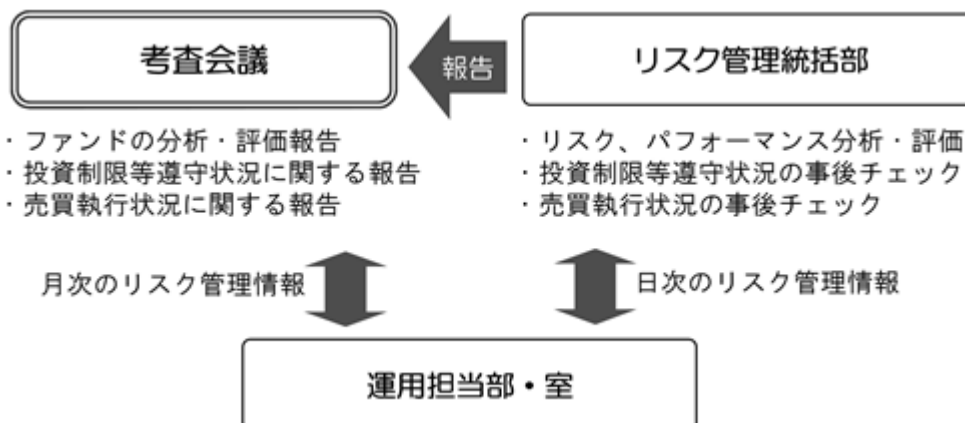 考査会議
報告
リスク管理統括部
・ファンドの分析・評価報告
・投資制限等遵守状況に関する報告
・売買執行状況に関する報告
・リスク、パフォーマンス分析・評価
・投資制限等遵守状況の事後チェック
・売買執行状況の事後チェック
月次のリスク管理情報
日次のリスク管理情報
運用担当部・室